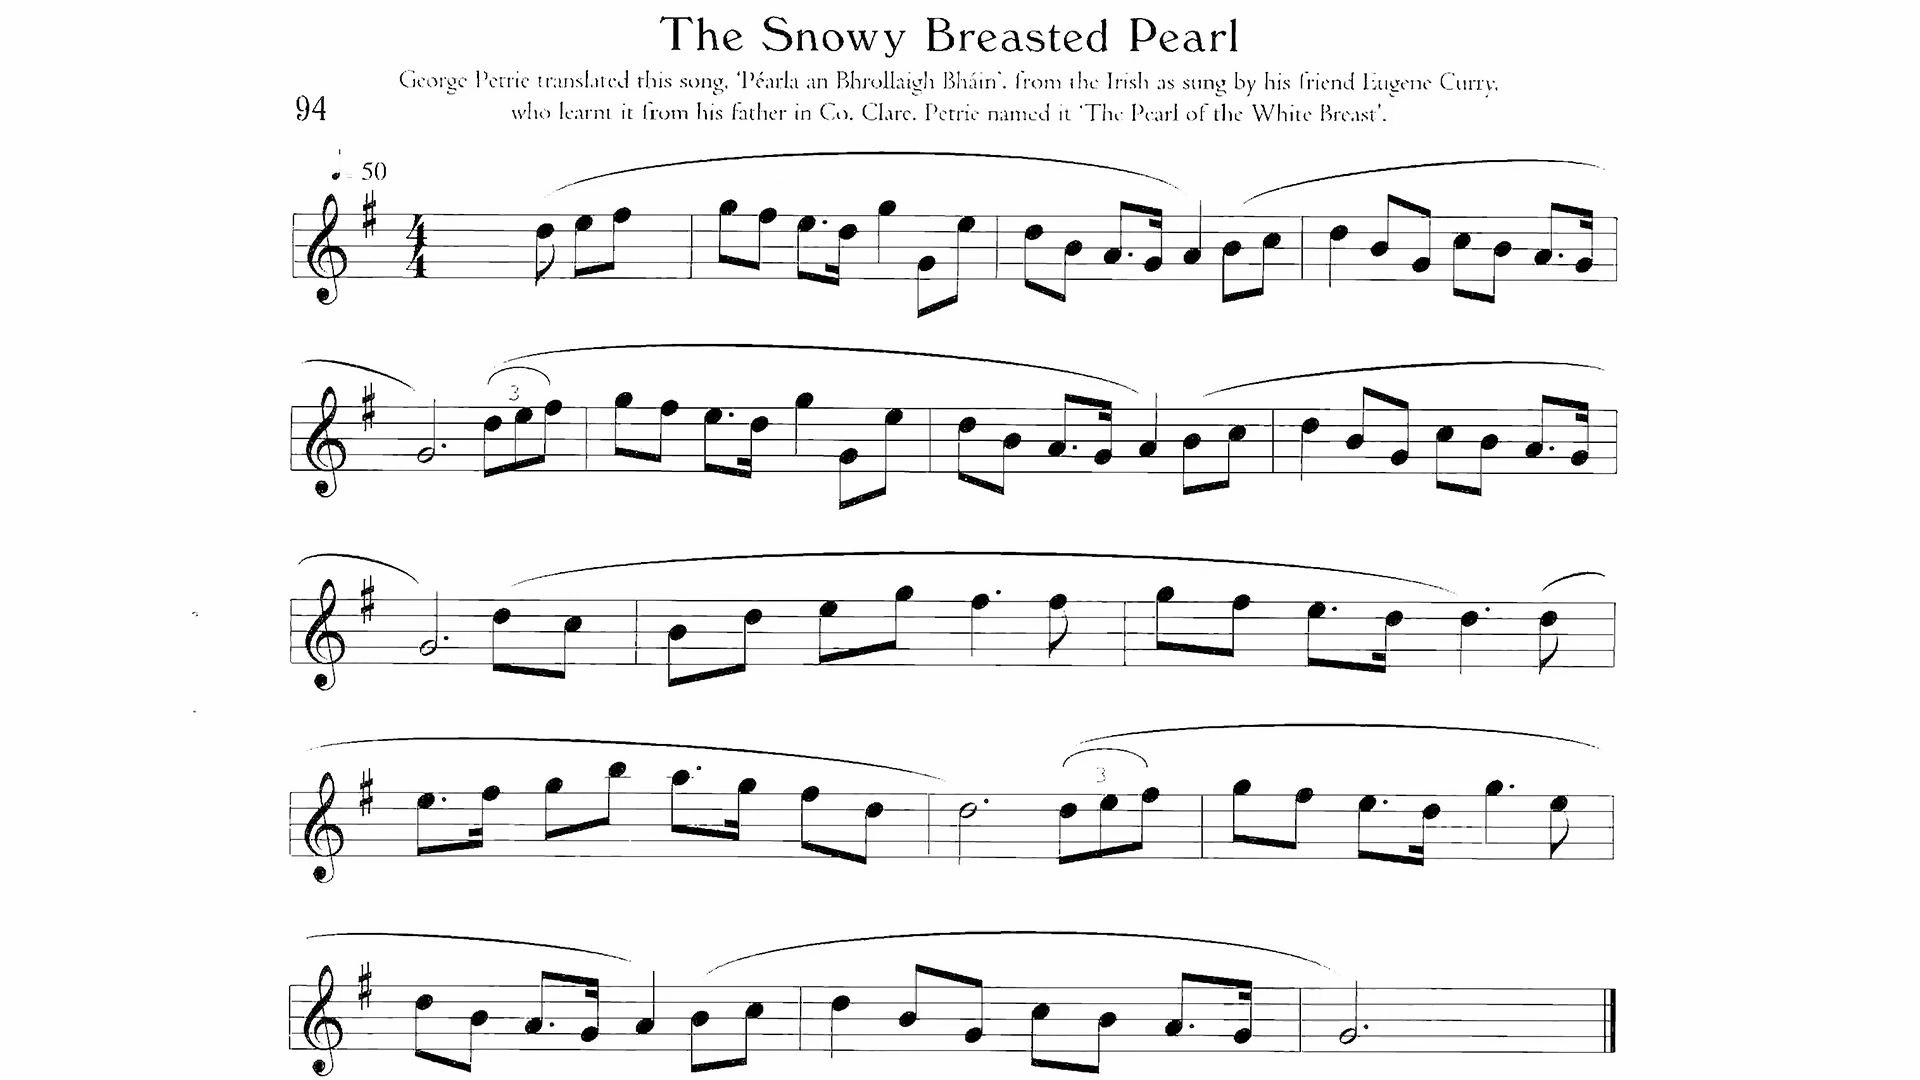 The Snowy Breasted Pearl
George Petrie translated this song, 'Péarla an Bhrollaigh Bháin', from the Irish as sung by his friend Eugene Curry,
94
who learnt it from his father in Co. Clare. Petrie named it 'The Pearl of the White Breast'.
50
4
4
3
3